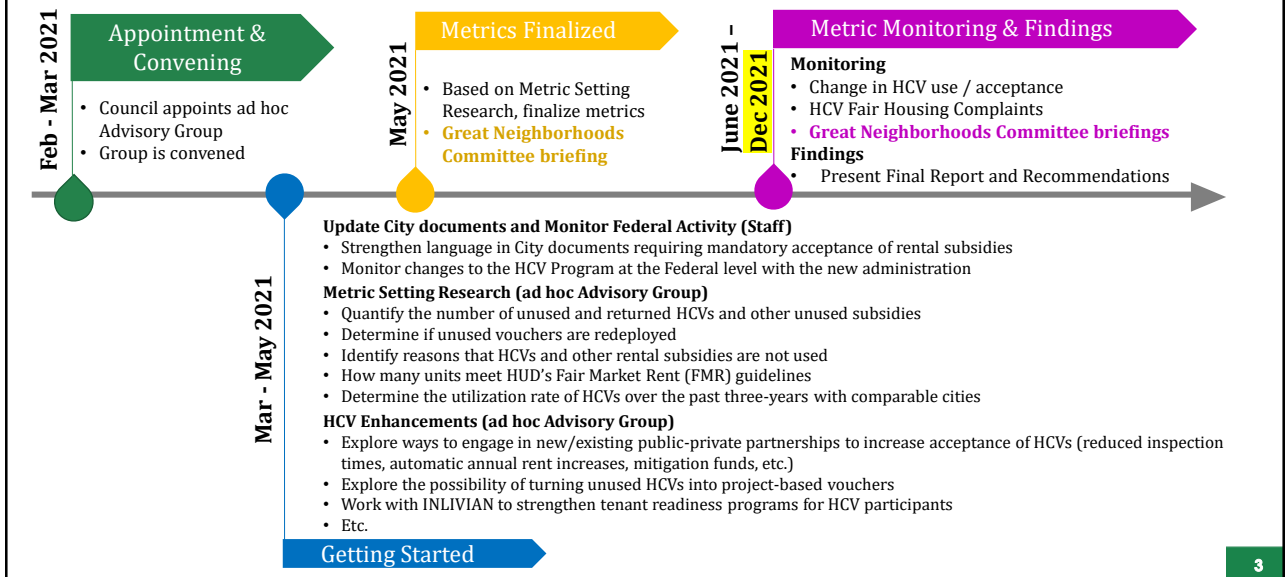 Feb - Mar 2021
Appointment &
Convening
• Council appoints ad hoc
Advisory Group
• Group is convened
May 2021
Metrics Finalized
• Based on Metric Setting
Research, finalize metrics
• Great Neighborhoods
Committee briefing
June 2021 –
Dec 2021
Metric Monitoring & Findings
Monitoring
• Change in HCV use / acceptance
• HCV Fair Housing Complaints
• Great Neighborhoods Committee briefings
Findings
• Present Final Report and Recommendations
Mar - May 2021
Update City documents and Monitor Federal Activity (Staff)
• Strengthen language in City documents requiring mandatory acceptance of rental subsidies
• Monitor changes to the HCV Program at the Federal level with the new administration
Metric Setting Research (ad hoc Advisory Group)
• Quantify the number of unused and returned HCVs and other unused subsidies
• Determine if unused vouchers are redeployed
• Identify reasons that HCVs and other rental subsidies are not used
• How many units meet HUD's Fair Market Rent (FMR) guidelines
• Determine the utilization rate of HCVs over the past three-years with comparable cities
HCV Enhancements (ad hoc Advisory Group)
• Explore ways to engage in new/existing public-private partnerships to increase acceptance of HCVs (reduced inspection
times, automatic annual rent increases, mitigation funds, etc.)
• Explore the possibility of turning unused HCVs into project-based vouchers
• Work with INLIVIAN to strengthen tenant readiness programs for HCV participants
• Etc.
Getting Started
3